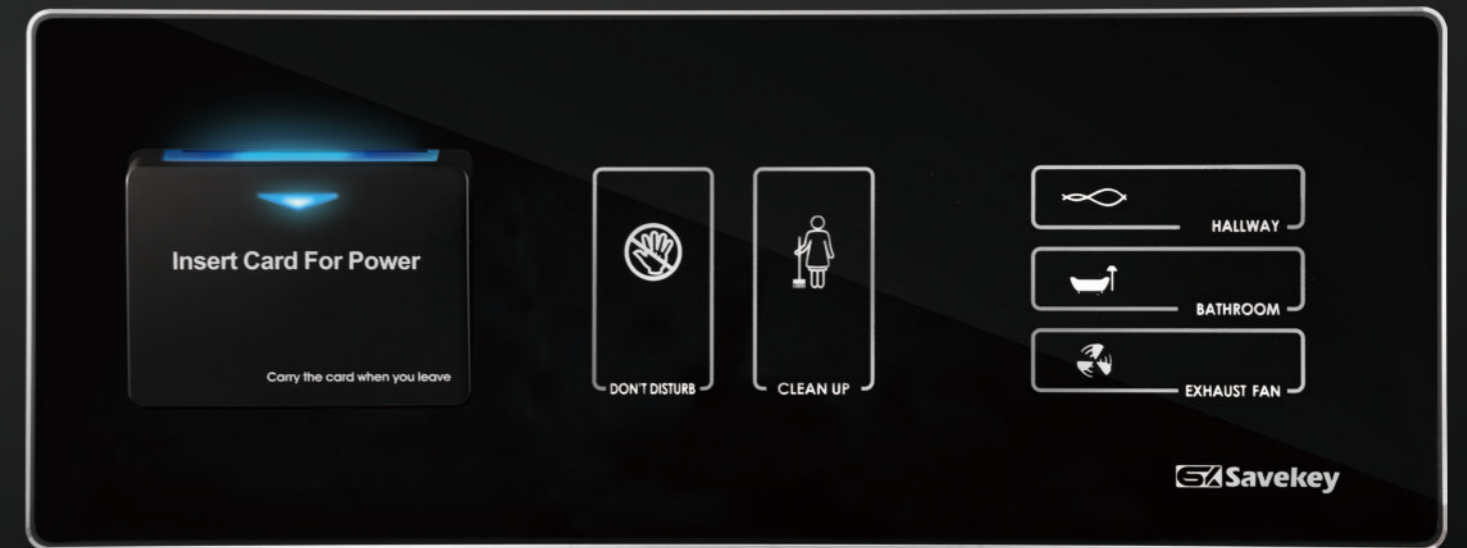 Insert Card For Power
Carry the card when you leave
DON'T DISTURB
CLEAN UP
HALLWAY
BATHROOM
EXHAUST FAN
Savekey